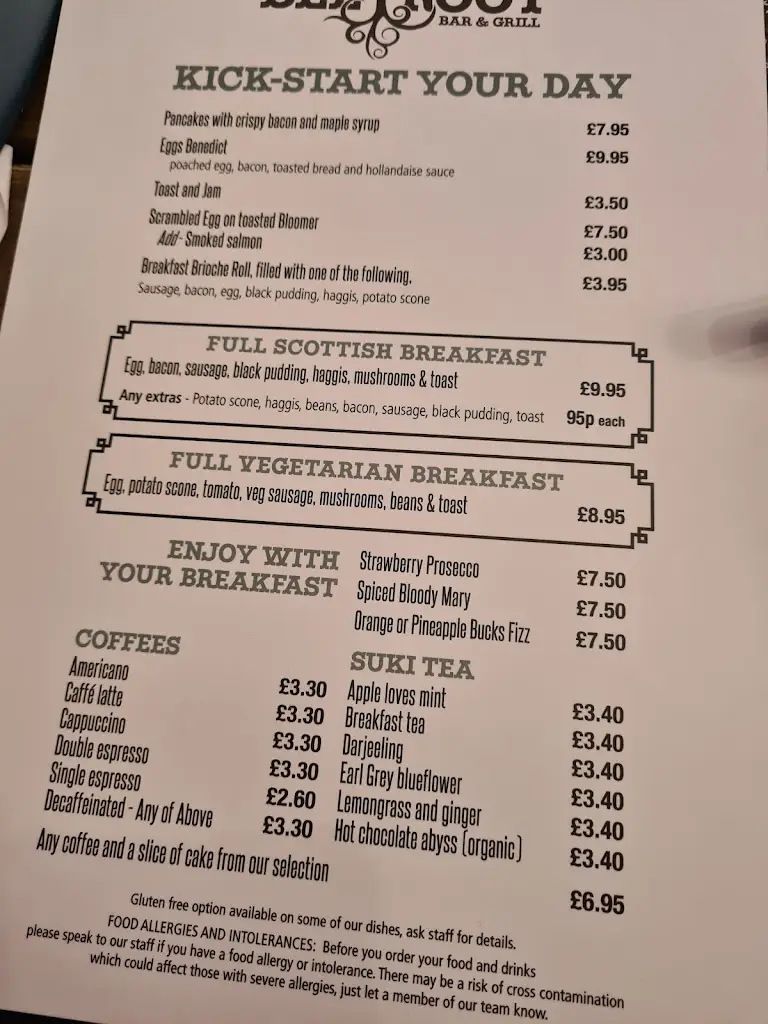 BAR & GRILL
KICK-START YOUR DAY
Pancakes with crispy bacon and maple syrup £7.95
Eggs Benedict £9.95
poached egg, bacon, toasted bread and hollandaise sauce
Toast and Jam £3.50
Scrambled Egg on toasted Bloomer £7.50
Add- Smoked salmon £3.00
Breakfast Brioche Roll, filled with one of the following, £3.95
Sausage, bacon, egg, black pudding, haggis, potato scone
FULL SCOTTISH BREAKFAST
Egg, bacon, sausage, black pudding, haggis, mushrooms & toast £9.95
Any extras - Potato scone, haggis, beans, bacon, sausage, black pudding, toast 95p each
FULL VEGETARIAN BREAKFAST
Egg, potato scone, tomato, veg sausage, mushrooms, beans & toast £8.95
ENJOY WITH
YOUR BREAKFAST
Strawberry Prosecco £7.50
Spiced Bloody Mary £7.50
Orange or Pineapple Bucks Fizz £7.50
COFFEES
Americano £3.30
Caffé latte £3.30
Cappuccino £3.30
Double espresso £3.30
Single espresso £2.60
Decaffeinated - Any of Above £3.30
SUKI TEA
Apple loves mint £3.40
Breakfast tea £3.40
Darjeeling £3.40
Earl Grey blueflower £3.40
Lemongrass and ginger £3.40
Hot chocolate abyss (organic) £3.40
Any coffee and a slice of cake from our selection £6.95
Gluten free option available on some of our dishes, ask staff for details.
FOOD ALLERGIES AND INTOLERANCES: Before you order your food and drinks
please speak to our staff if you have a food allergy or intolerance. There may be a risk of cross contamination
which could affect those with severe allergies, just let a member of our team know.